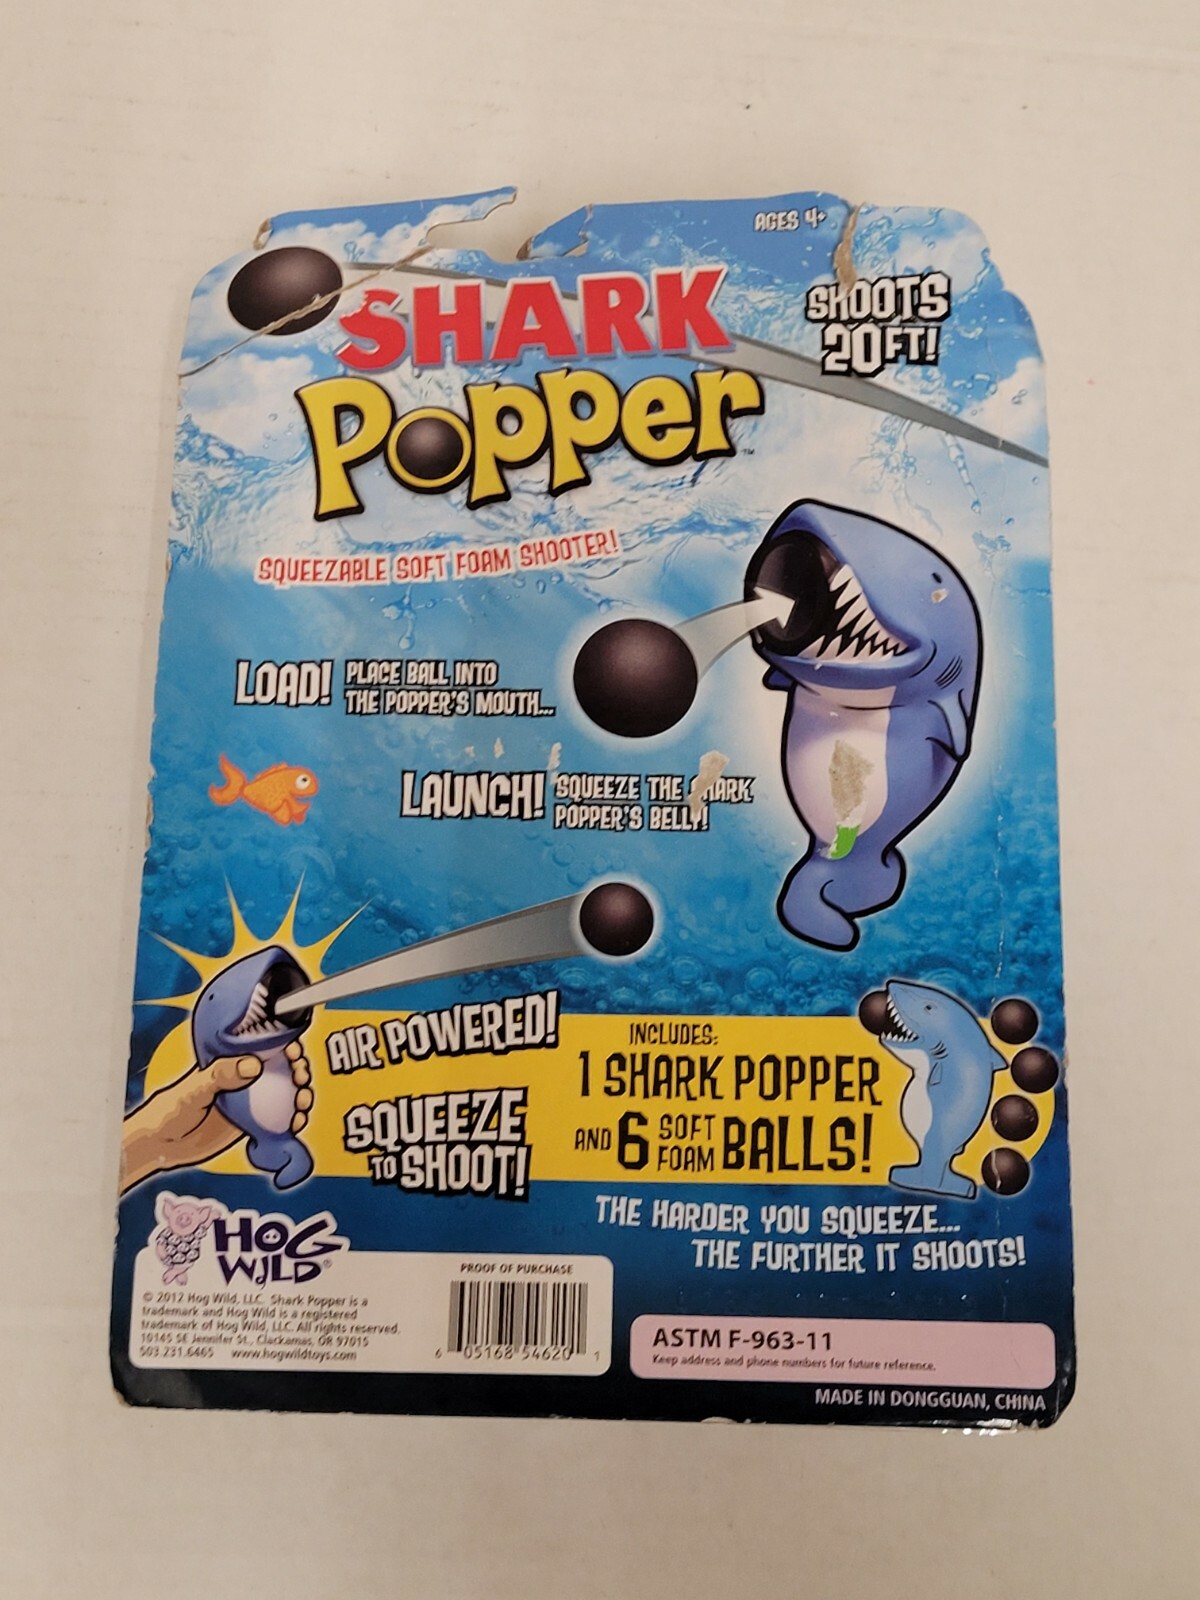 AGES 4+
SHOOTS
20FT!
SHARK
Popper™
SQUEEZABLE SOFT FOAM SHOOTER!
LOAD! PLACE BALL INTO
THE POPPER'S MOUTH...
LAUNCH! SQUEEZE THE SHARK
POPPER'S BELLY!
AIR POWERED!
SQUEEZE
TO SHOOT!
INCLUDES:
1 SHARK POPPER
AND 6 SOFT FOAM BALLS!
THE HARDER YOU SQUEEZE...
THE FURTHER IT SHOOTS!
HOG
WILD®
© 2012 Hog Wild, LLC. Shark Popper is a
trademark and Hog Wild is a registered
trademark of Hog Wild, LLC. All rights reserved.
10145 SE Jennifer St., Clackamas, OR 97015
503.231.6465 www.hogwildtoys.com
PROOF OF PURCHASE
6 05168 54620 1
ASTM F-963-11
Keep address and phone numbers for future reference.
MADE IN DONGGUAN, CHINA